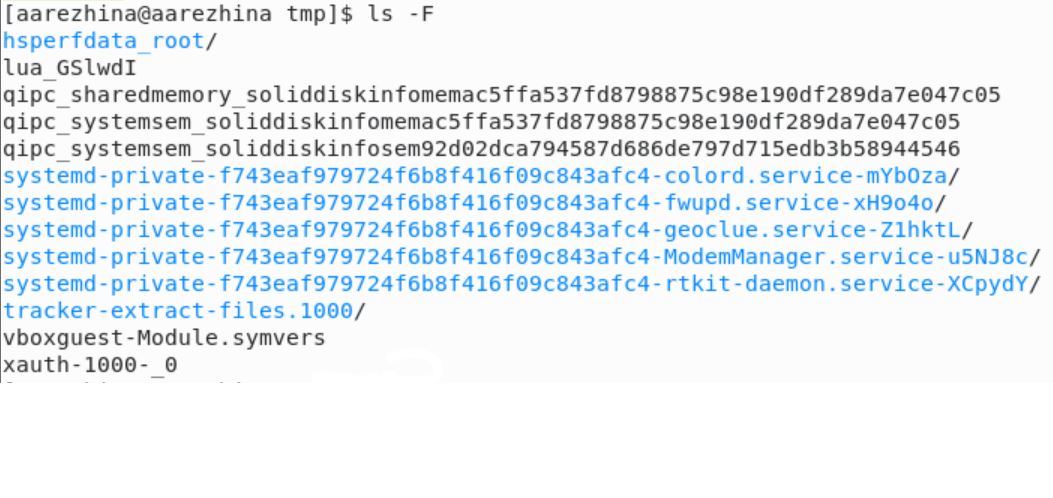 [aarezhina@aarezhina tmp]$ ls -F
hsperfdata_root/
lua_GSlwdI
qipc_sharedmemory_soliddiskinfomemac5ffa537fd8798875c98e190df289da7e047c05
qipc_systemsem_soliddiskinfomemac5ffa537fd8798875c98e190df289da7e047c05
qipc_systemsem_soliddiskinfosem92d02dca794587d686de797d715edb3b58944546
systemd-private-f743eaf979724f6b8f416f09c843afc4-colord.service-mYbOza/
systemd-private-f743eaf979724f6b8f416f09c843afc4-fwupd.service-xH9o4o/
systemd-private-f743eaf979724f6b8f416f09c843afc4-geoclue.service-Z1hktL/
systemd-private-f743eaf979724f6b8f416f09c843afc4-ModemManager.service-u5NJ8c/
systemd-private-f743eaf979724f6b8f416f09c843afc4-rtkit-daemon.service-XCpydY/
tracker-extract-files.1000/
vboxguest-Module.symvers
xauth-1000-_0